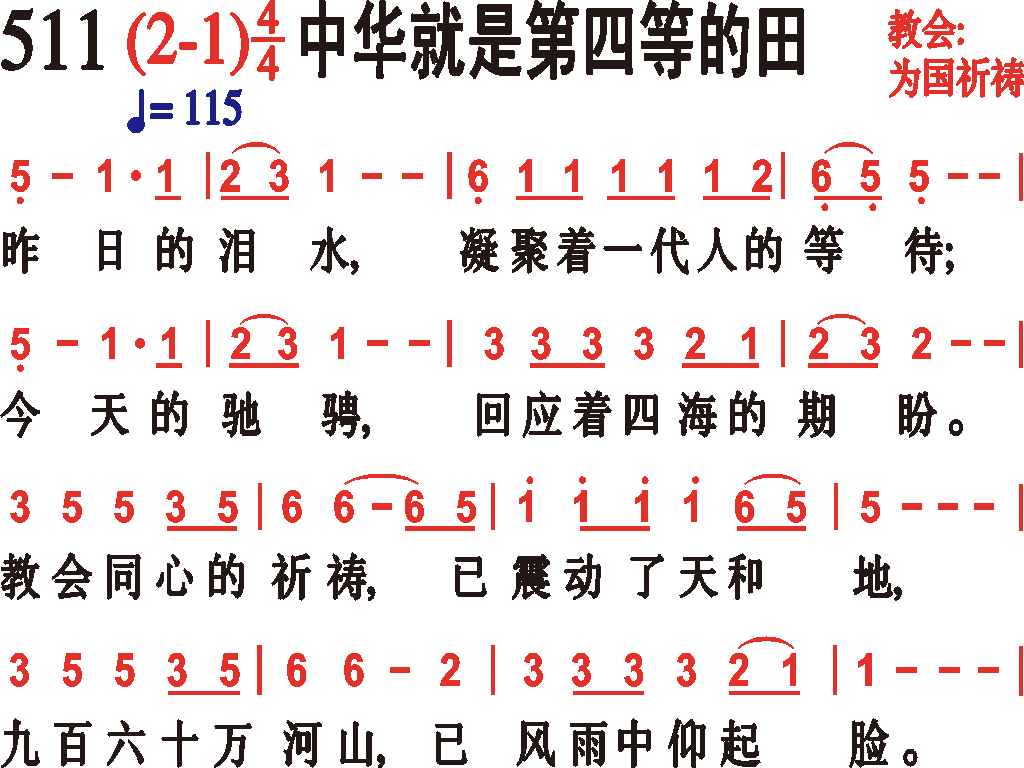 511 (2-1) 4/4 中华就是第四等的田 教会:
为国祈祷
♩= 115
5 - 1·1 | 2 3 1 - - | 6 1 1 1 1 1 2 | 6 5 5 - - |
昨 日 的 泪 水, 凝 聚 着 一 代 人 的 等 待;
5 - 1·1 | 2 3 1 - - | 3 3 3 3 2 1 | 2 3 2 - - |
今 天 的 驰 骋, 回 应 着 四 海 的 期 盼。
3 5 5 3 5 | 6 6 - 6 5 | 1 1 1 1 6 5 | 5 - - - |
教 会 同 心 的 祈 祷, 已 震 动 了 天 和 地,
3 5 5 3 5 | 6 6 - 2 | 3 3 3 3 2 1 | 1 - - - |
九 百 六 十 万 河 山, 已 风 雨 中 仰 起 脸。